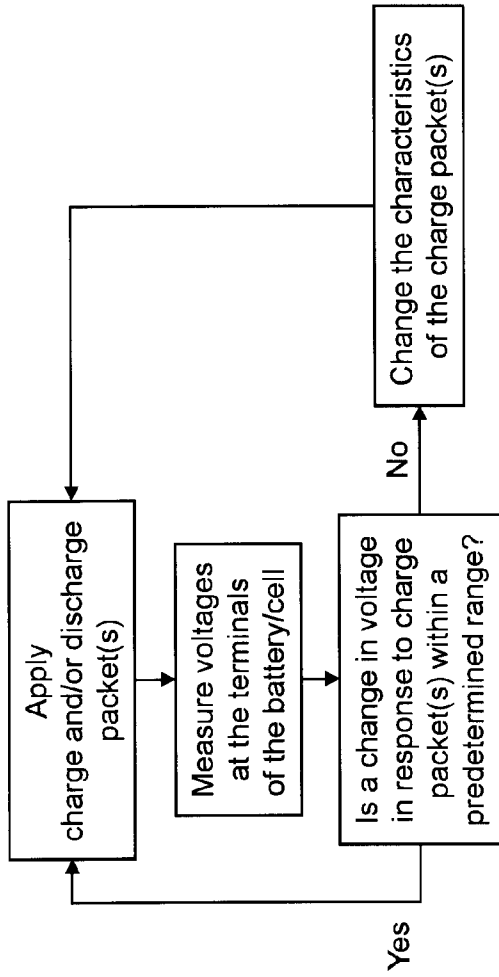 Apply
charge and/or discharge
packet(s)
Measure voltages
at the terminals
of the battery/cell
Is a change in voltage
in response to charge
packet(s) within a
predetermined range?
Yes
No
Change the characteristics
of the charge packet(s)